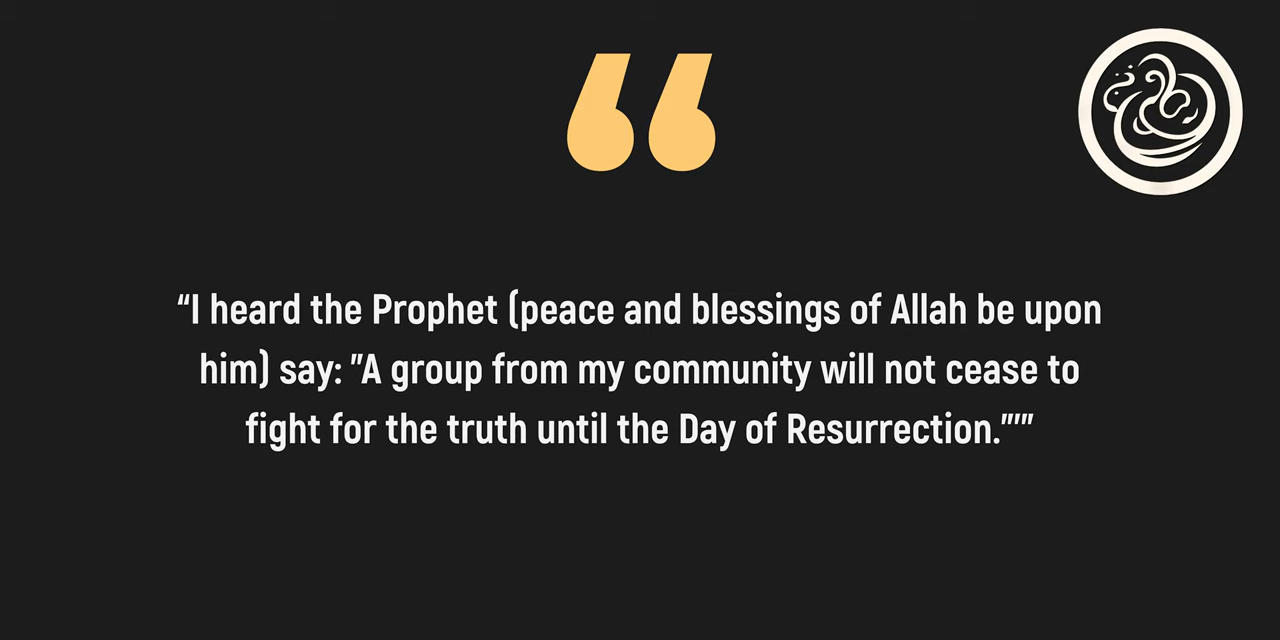 “I heard the Prophet (peace and blessings of Allah be upon
him) say: "A group from my community will not cease to
fight for the truth until the Day of Resurrection."'"